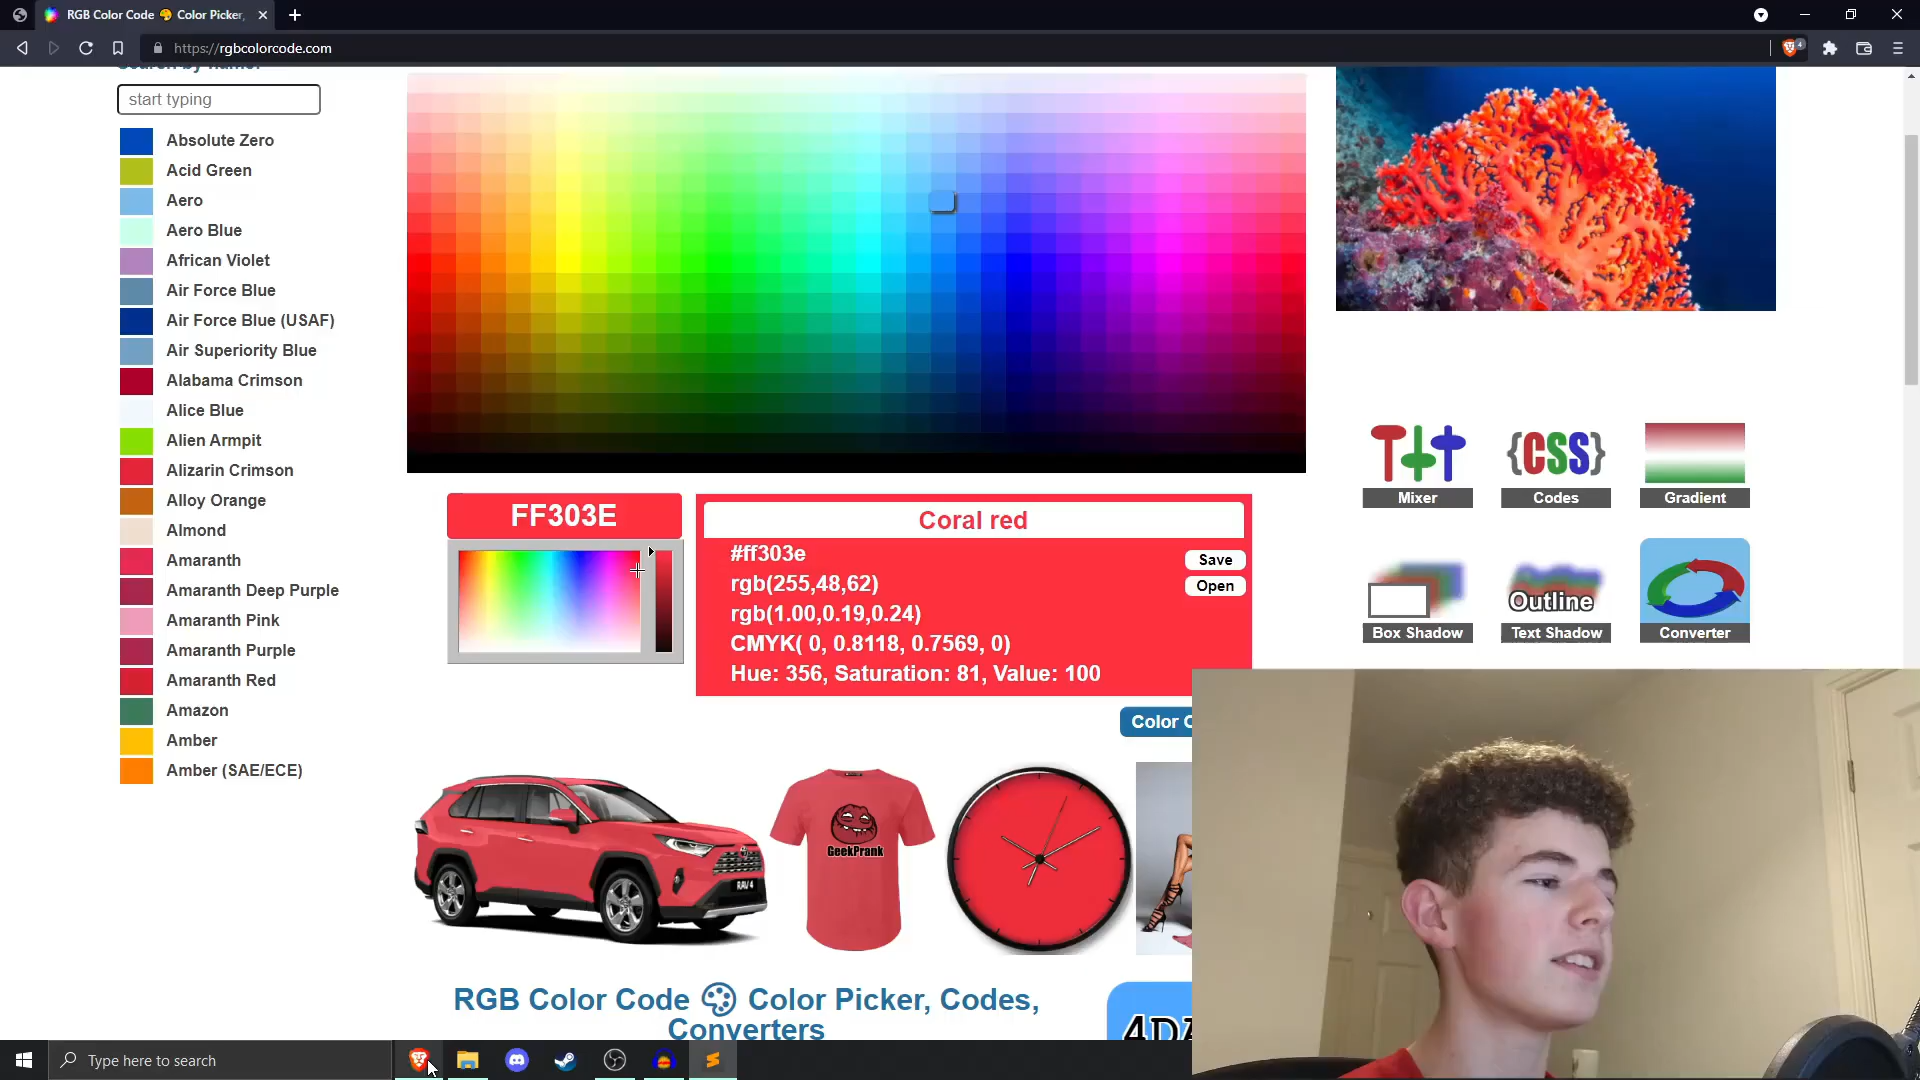 RGB Color Code 🎨 Color Picker,
https://rgbcolorcode.com
4
start typing
Absolute Zero
Acid Green
Aero
Aero Blue
African Violet
Air Force Blue
Air Force Blue (USAF)
Air Superiority Blue
Alabama Crimson
Alice Blue
Alien Armpit
Alizarin Crimson
Alloy Orange
Almond
Amaranth
Amaranth Deep Purple
Amaranth Pink
Amaranth Purple
Amaranth Red
Amazon
Amber
Amber (SAE/ECE)
FF303E
Coral red
#ff303e
rgb(255,48,62)
rgb(1.00,0.19,0.24)
CMYK( 0, 0.8118, 0.7569, 0)
Hue: 356, Saturation: 81, Value: 100
Save
Open
Mixer
{CSS}
Codes
Gradient
Box Shadow
Outline
Text Shadow
Converter
Color C
RAV 4
GeekPrank
RGB Color Code 🎨 Color Picker, Codes,
Converters
Type here to search